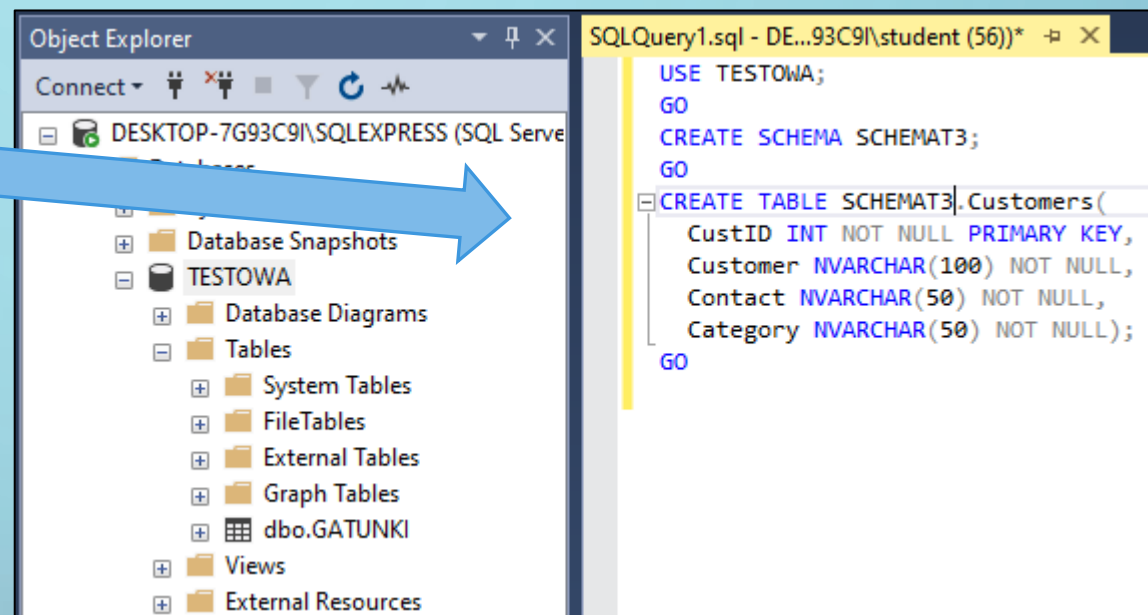 Object Explorer
Connect
DESKTOP-7G93C9I\SQLEXPRESS (SQL Serve
Database Snapshots
TESTOWA
Database Diagrams
Tables
System Tables
FileTables
External Tables
Graph Tables
dbo.GATUNKI
Views
External Resources
SQLQuery1.sql - DE...93C9I\student (56))*
USE TESTOWA;
GO
CREATE SCHEMA SCHEMAT3;
GO
CREATE TABLE SCHEMAT3.Customers(
CustID INT NOT NULL PRIMARY KEY,
Customer NVARCHAR(100) NOT NULL,
Contact NVARCHAR(50) NOT NULL,
Category NVARCHAR(50) NOT NULL);
GO